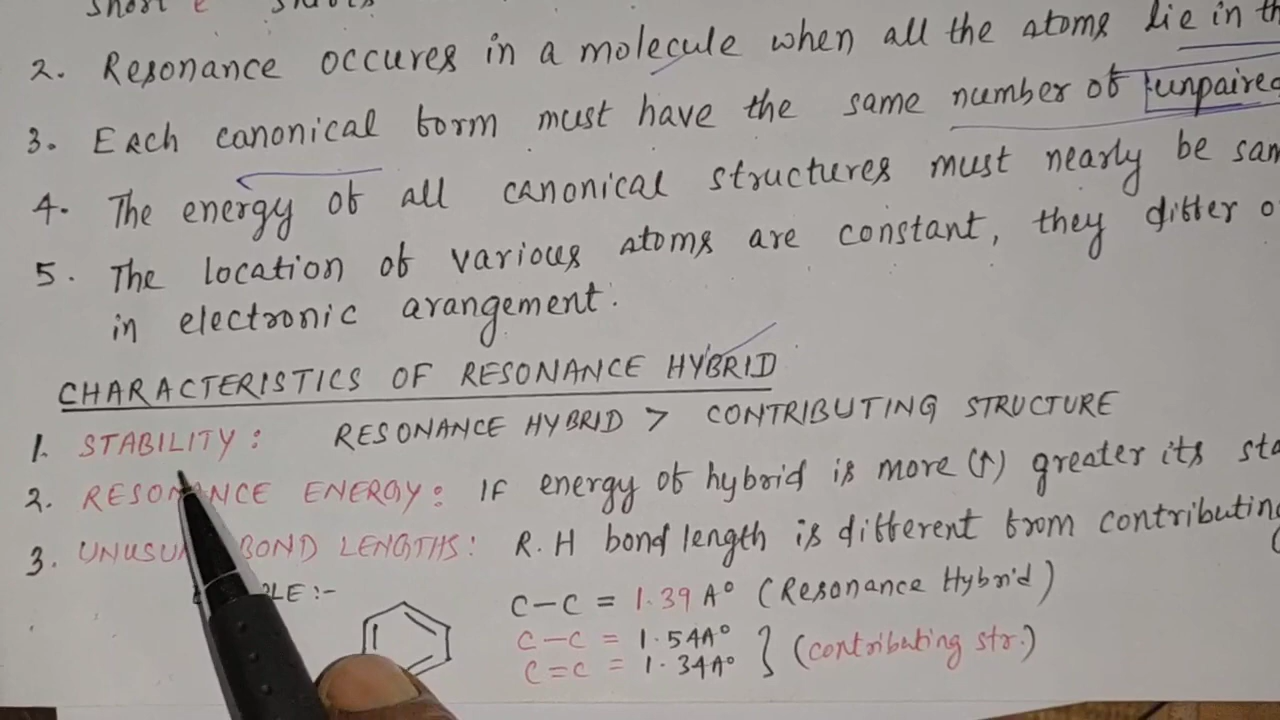 2. Resonance occures in a molecule when all the atoms lie in
3. Each canonical form must have the same number of unpaired
4. The energy of all canonical structures must nearly be
5. The location of various atoms are constant, they differ
in electronic arangement.
CHARACTERISTICS OF RESONANCE HYBRID
1. STABILITY: RESONANCE HYBRID > CONTRIBUTING STRUCTURE
2. RESONANCE ENERGY: IF energy of hybrid is more (↑) greater its
3. BOND LENGTHS: R.H bond length is different from contributing
C-C = 1.39 A° (Resonance Hybrid)
C-C = 1.54A°
C=C = 1.34A° } (contributing str.)